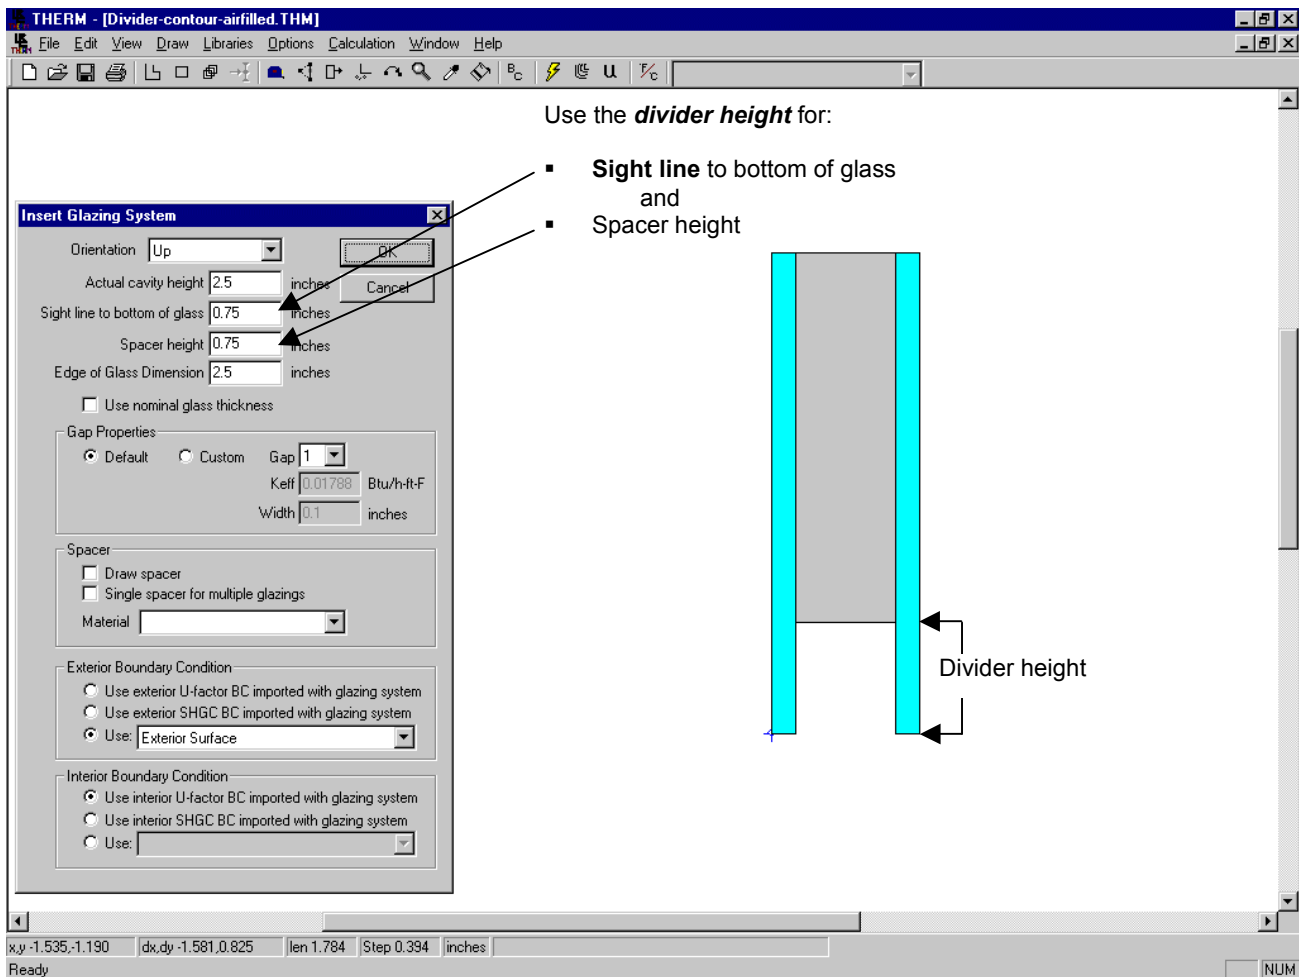 THERM - [Divider-contour-airfilled.THM]
File Edit View Draw Libraries Options Calculation Window Help
BC U °F/C
Use the divider height for:
▪ Sight line to bottom of glass
and
▪ Spacer height
Insert Glazing System
Orientation Up
OK
Actual cavity height 2.5 inches
Cancel
Sight line to bottom of glass 0.75 inches
Spacer height 0.75 inches
Edge of Glass Dimension 2.5 inches
Use nominal glass thickness
Gap Properties
Default Custom Gap 1
Keff 0.01788 Btu/h-ft-F
Width 0.1 inches
Spacer
Draw spacer
Single spacer for multiple glazings
Material
Exterior Boundary Condition
Use exterior U-factor BC imported with glazing system
Use exterior SHGC BC imported with glazing system
Use: Exterior Surface
Interior Boundary Condition
Use interior U-factor BC imported with glazing system
Use interior SHGC BC imported with glazing system
Use:
Divider height
x,y -1.535,-1.190 dx,dy -1.581,0.825 len 1.784 Step 0.394 inches
Ready NUM